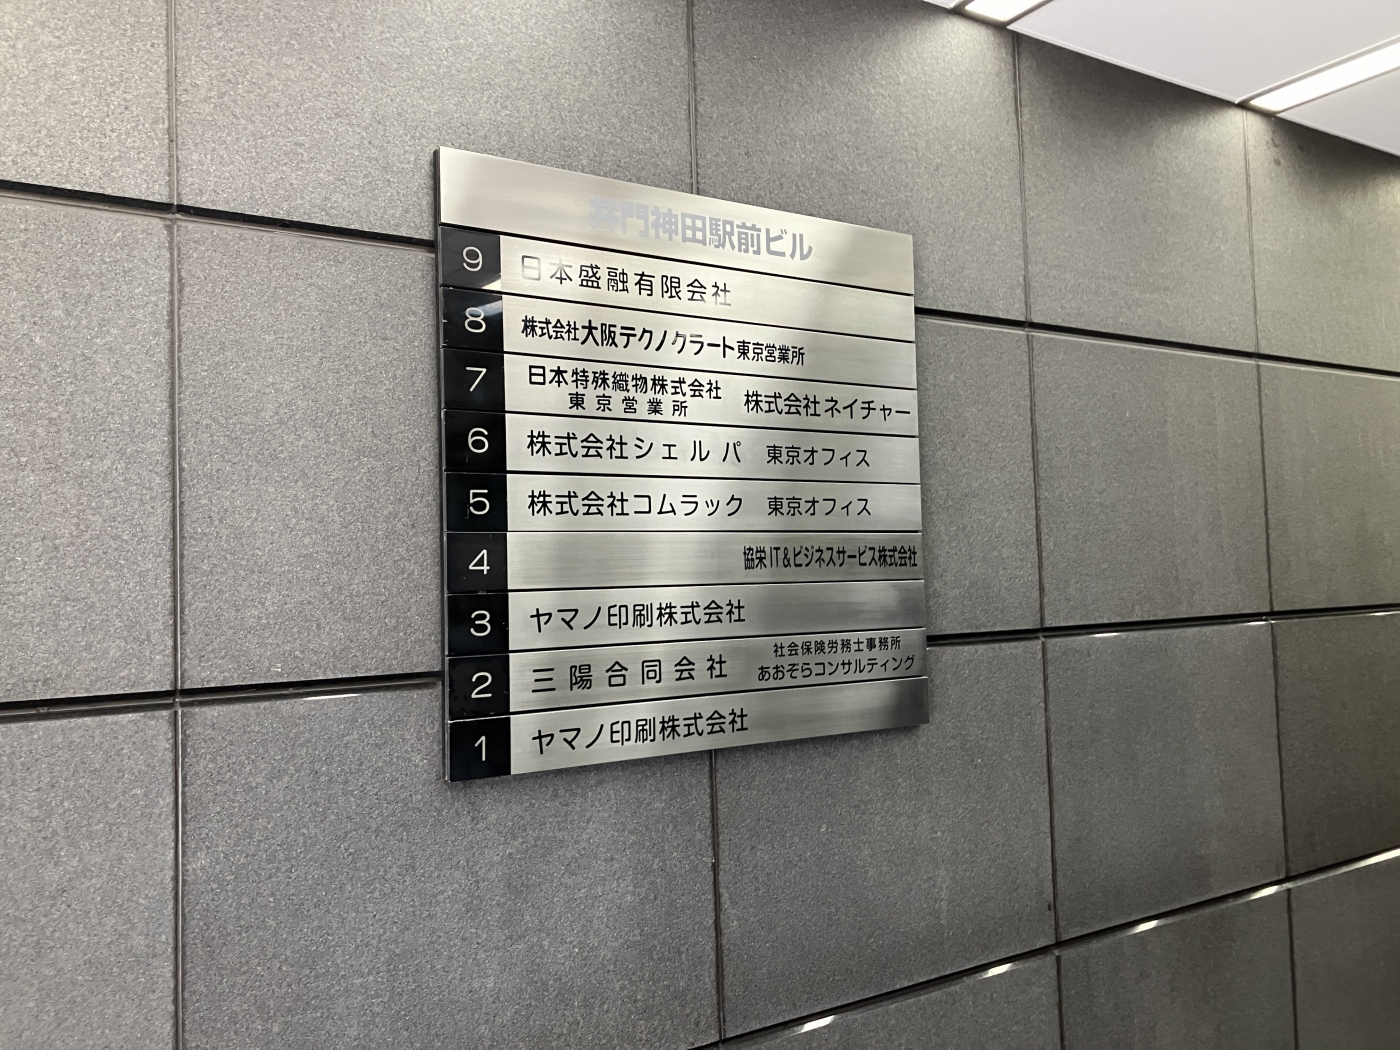 門神田駅前ビル
9 日本盛融有限会社
8 株式会社大阪テクノクラート東京営業所
7 日本特殊織物株式会社 東京営業所 株式会社ネイチャー
6 株式会社シェルパ 東京オフィス
5 株式会社コムラック 東京オフィス
4 協栄IT&ビジネスサービス株式会社
3 ヤマノ印刷株式会社
2 三陽合同会社 社会保険労務士事務所 あおぞらコンサルティング
1 ヤマノ印刷株式会社